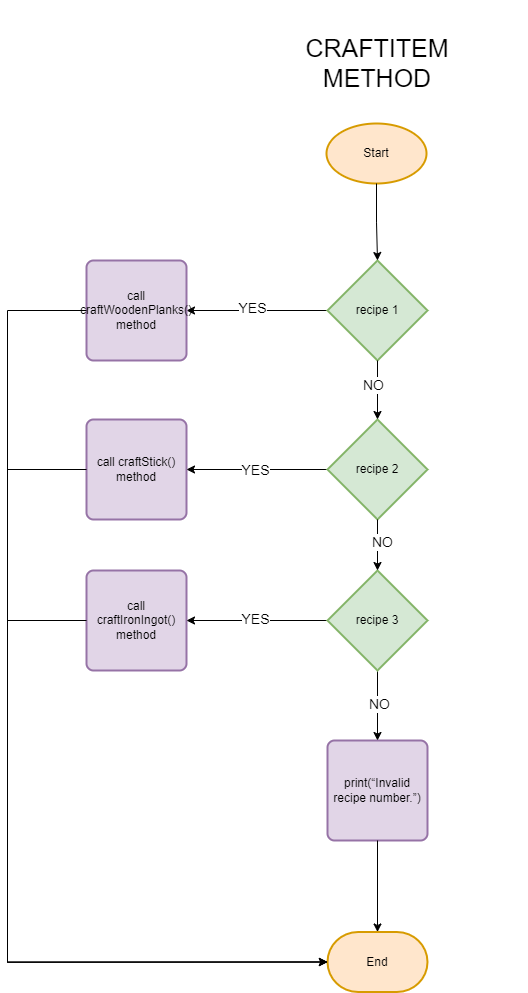 CRAFTITEM
METHOD
Start
call
craftWoodenPlanks()
method
YES
recipe 1
NO
call craftStick()
method
YES
recipe 2
NO
call
craftIronIngot()
method
YES
recipe 3
NO
print(“Invalid
recipe number.”)
End